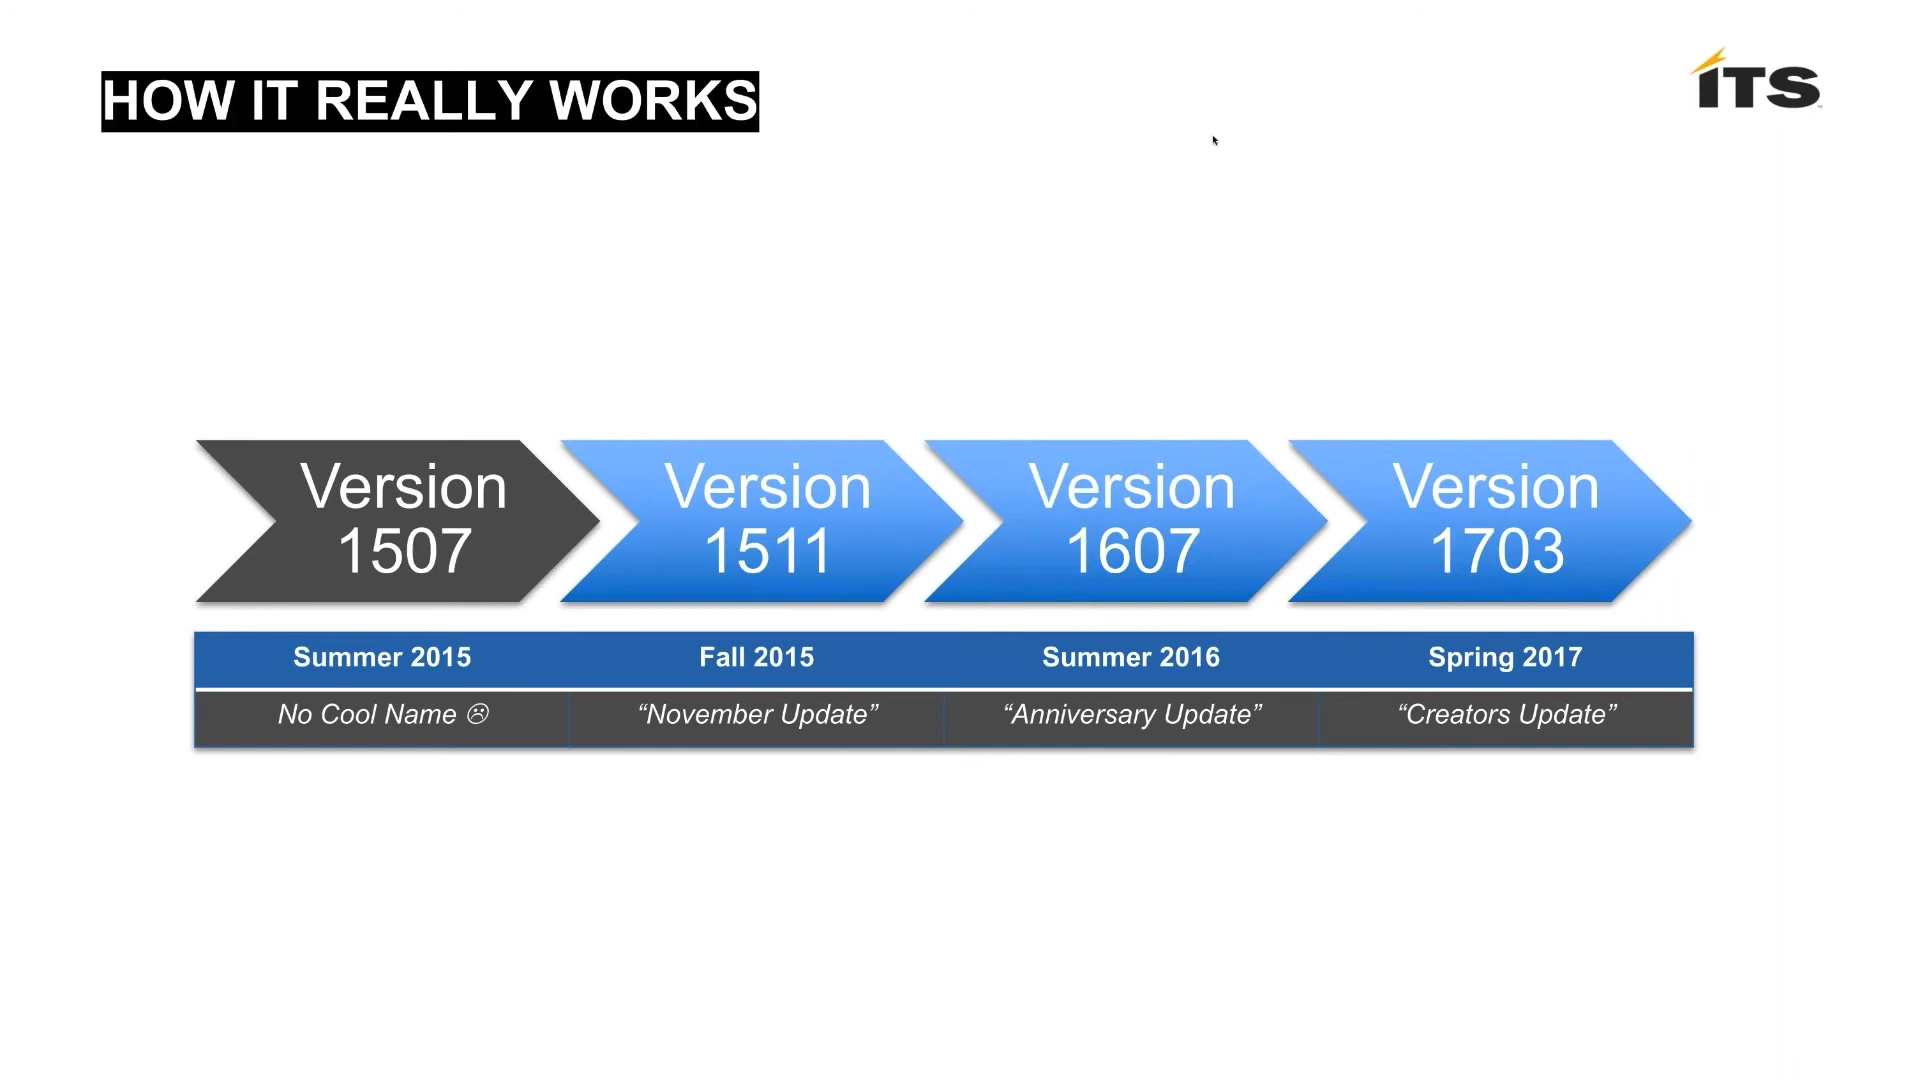 HOW IT REALLY WORKS
iTS
Version
1507
Version
1511
Version
1607
Version
1703
Summer 2015
Fall 2015
Summer 2016
Spring 2017
No Cool Name ☹
“November Update”
“Anniversary Update”
“Creators Update”